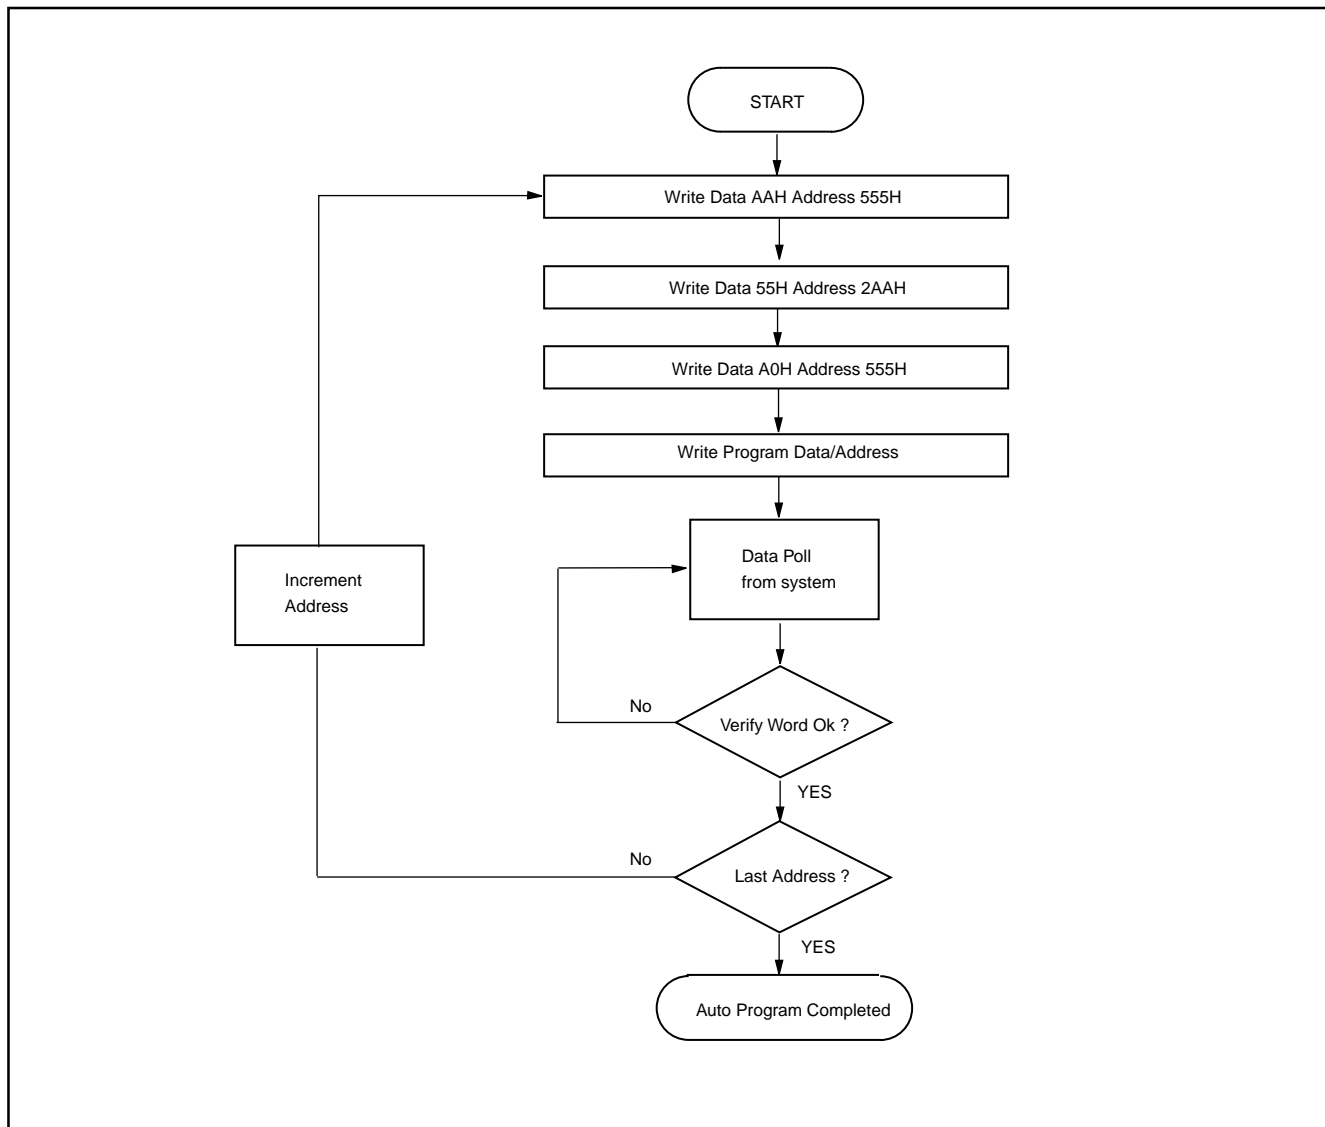 START
Write Data AAH Address 555H
Write Data 55H Address 2AAH
Write Data A0H Address 555H
Write Program Data/Address
Data Poll
from system
Increment
Address
No
Verify Word Ok ?
YES
No
Last Address ?
YES
Auto Program Completed